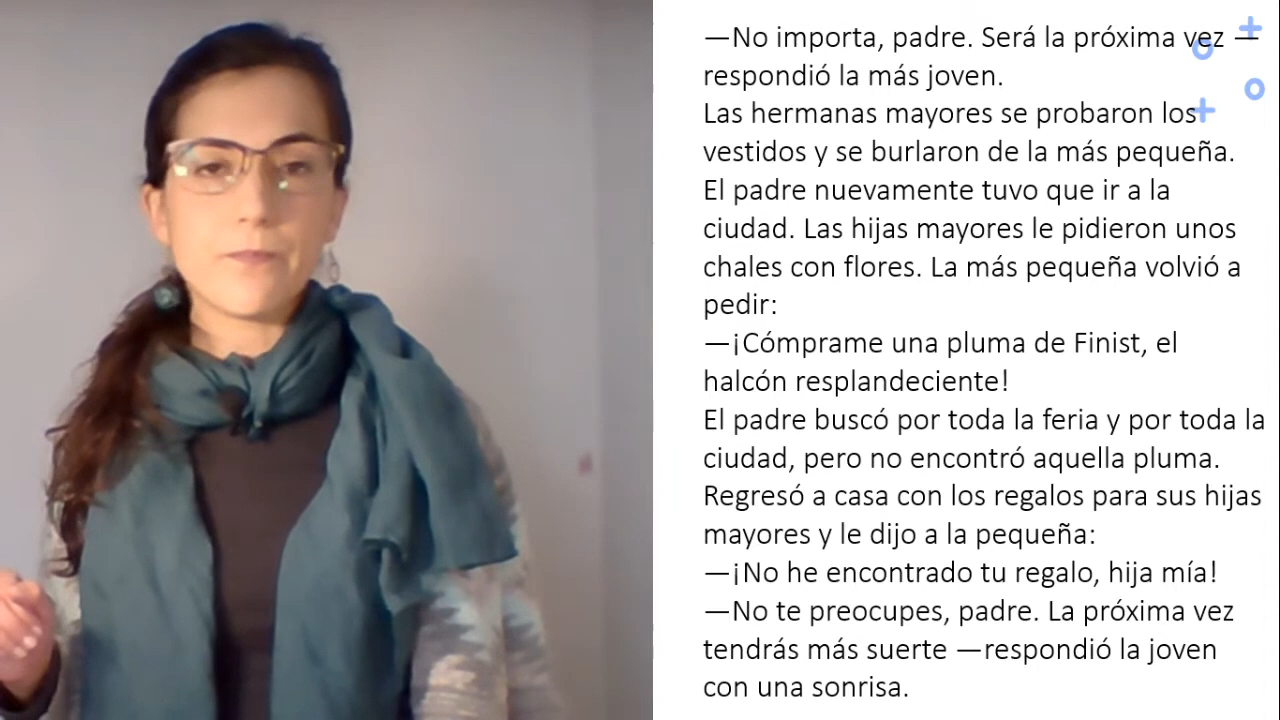 —No importa, padre. Será la próxima vez —
respondió la más joven.
Las hermanas mayores se probaron los
vestidos y se burlaron de la más pequeña.
El padre nuevamente tuvo que ir a la
ciudad. Las hijas mayores le pidieron unos
chales con flores. La más pequeña volvió a
pedir:
—¡Cómprame una pluma de Finist, el
halcón resplandeciente!
El padre buscó por toda la feria y por toda la
ciudad, pero no encontró aquella pluma.
Regresó a casa con los regalos para sus hijas
mayores y le dijo a la pequeña:
—¡No he encontrado tu regalo, hija mía!
—No te preocupes, padre. La próxima vez
tendrás más suerte —respondió la joven
con una sonrisa.